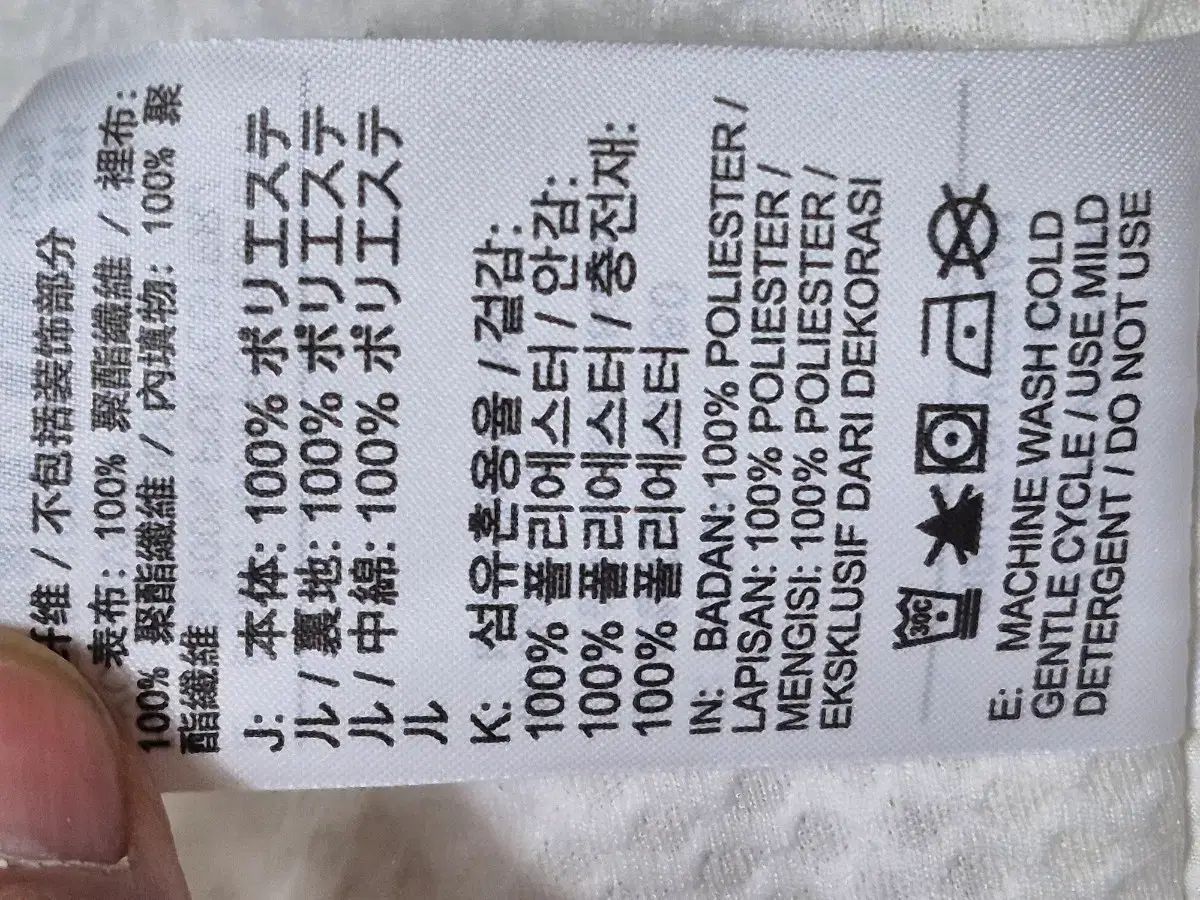 纤维 / 不包括装饰部分
表布: 100% 聚酯纖維 / 裡布:
100% 聚酯纖維 / 內填物: 100% 聚
酯纖維
J: 本体: 100% ポリエステ
ル / 裏地: 100% ポリエステ
ル / 中綿: 100% ポリエステ
ル
K: 섬유혼용율 / 겉감:
100% 폴리에스터 / 안감:
100% 폴리에스터 / 충전재:
100% 폴리에스터
IN: BADAN: 100% POLIESTER /
LAPISAN: 100% POLIESTER /
MENGISI: 100% POLIESTER /
EKSKLUSIF DARI DEKORASI
30C
E: MACHINE WASH COLD
GENTLE CYCLE / USE MILD
DETERGENT / DO NOT USE